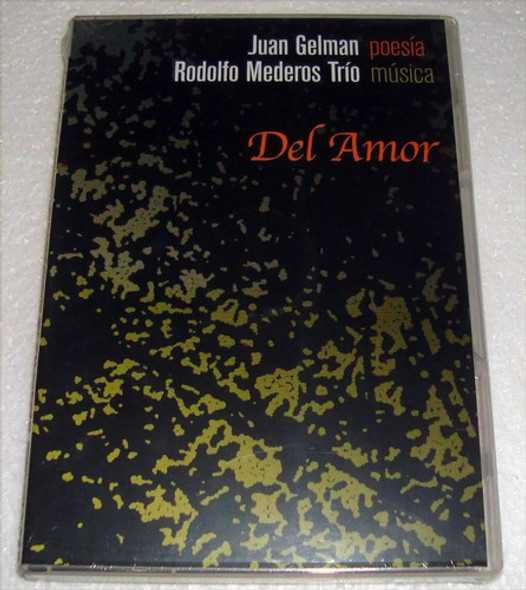 Juan Gelman poesía
Rodolfo Mederos Trío música
Del Amor